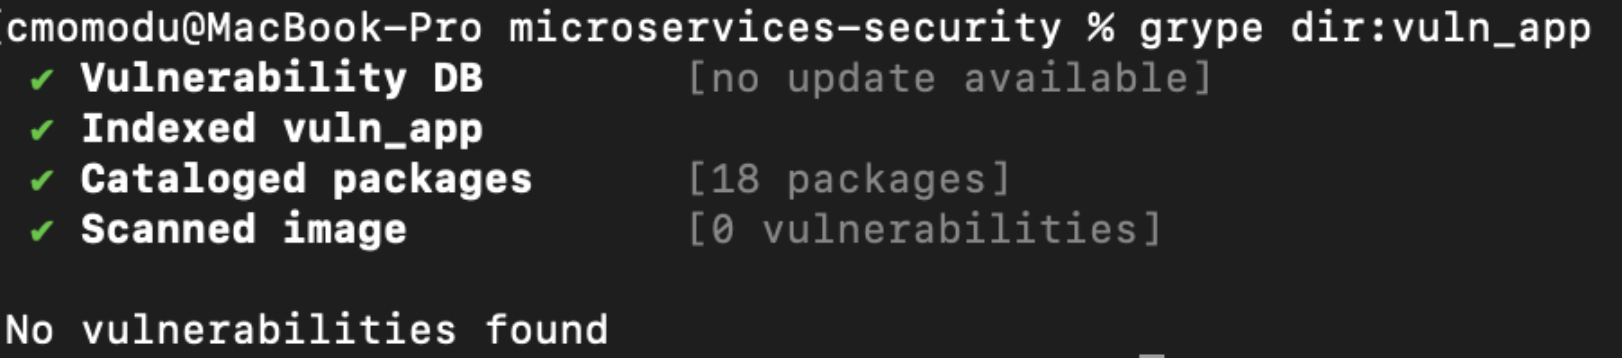 [cmomodu@MacBook-Pro microservices-security % grype dir:vuln_app
✔ Vulnerability DB [no update available]
✔ Indexed vuln_app
✔ Cataloged packages [18 packages]
✔ Scanned image [0 vulnerabilities]
No vulnerabilities found